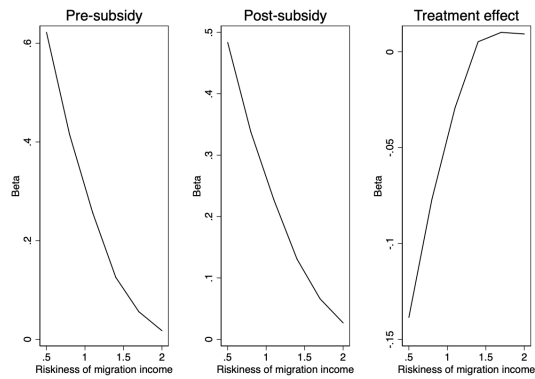 Pre-subsidy
Post-subsidy
Treatment effect
Beta
.6
.4
.2
0
.5
1
1.5
2
Riskiness of migration income
Beta
.5
.4
.3
.2
.1
0
.5
1
1.5
2
Riskiness of migration income
Beta
0
-.05
-.1
-.15
.5
1
1.5
2
Riskiness of migration income